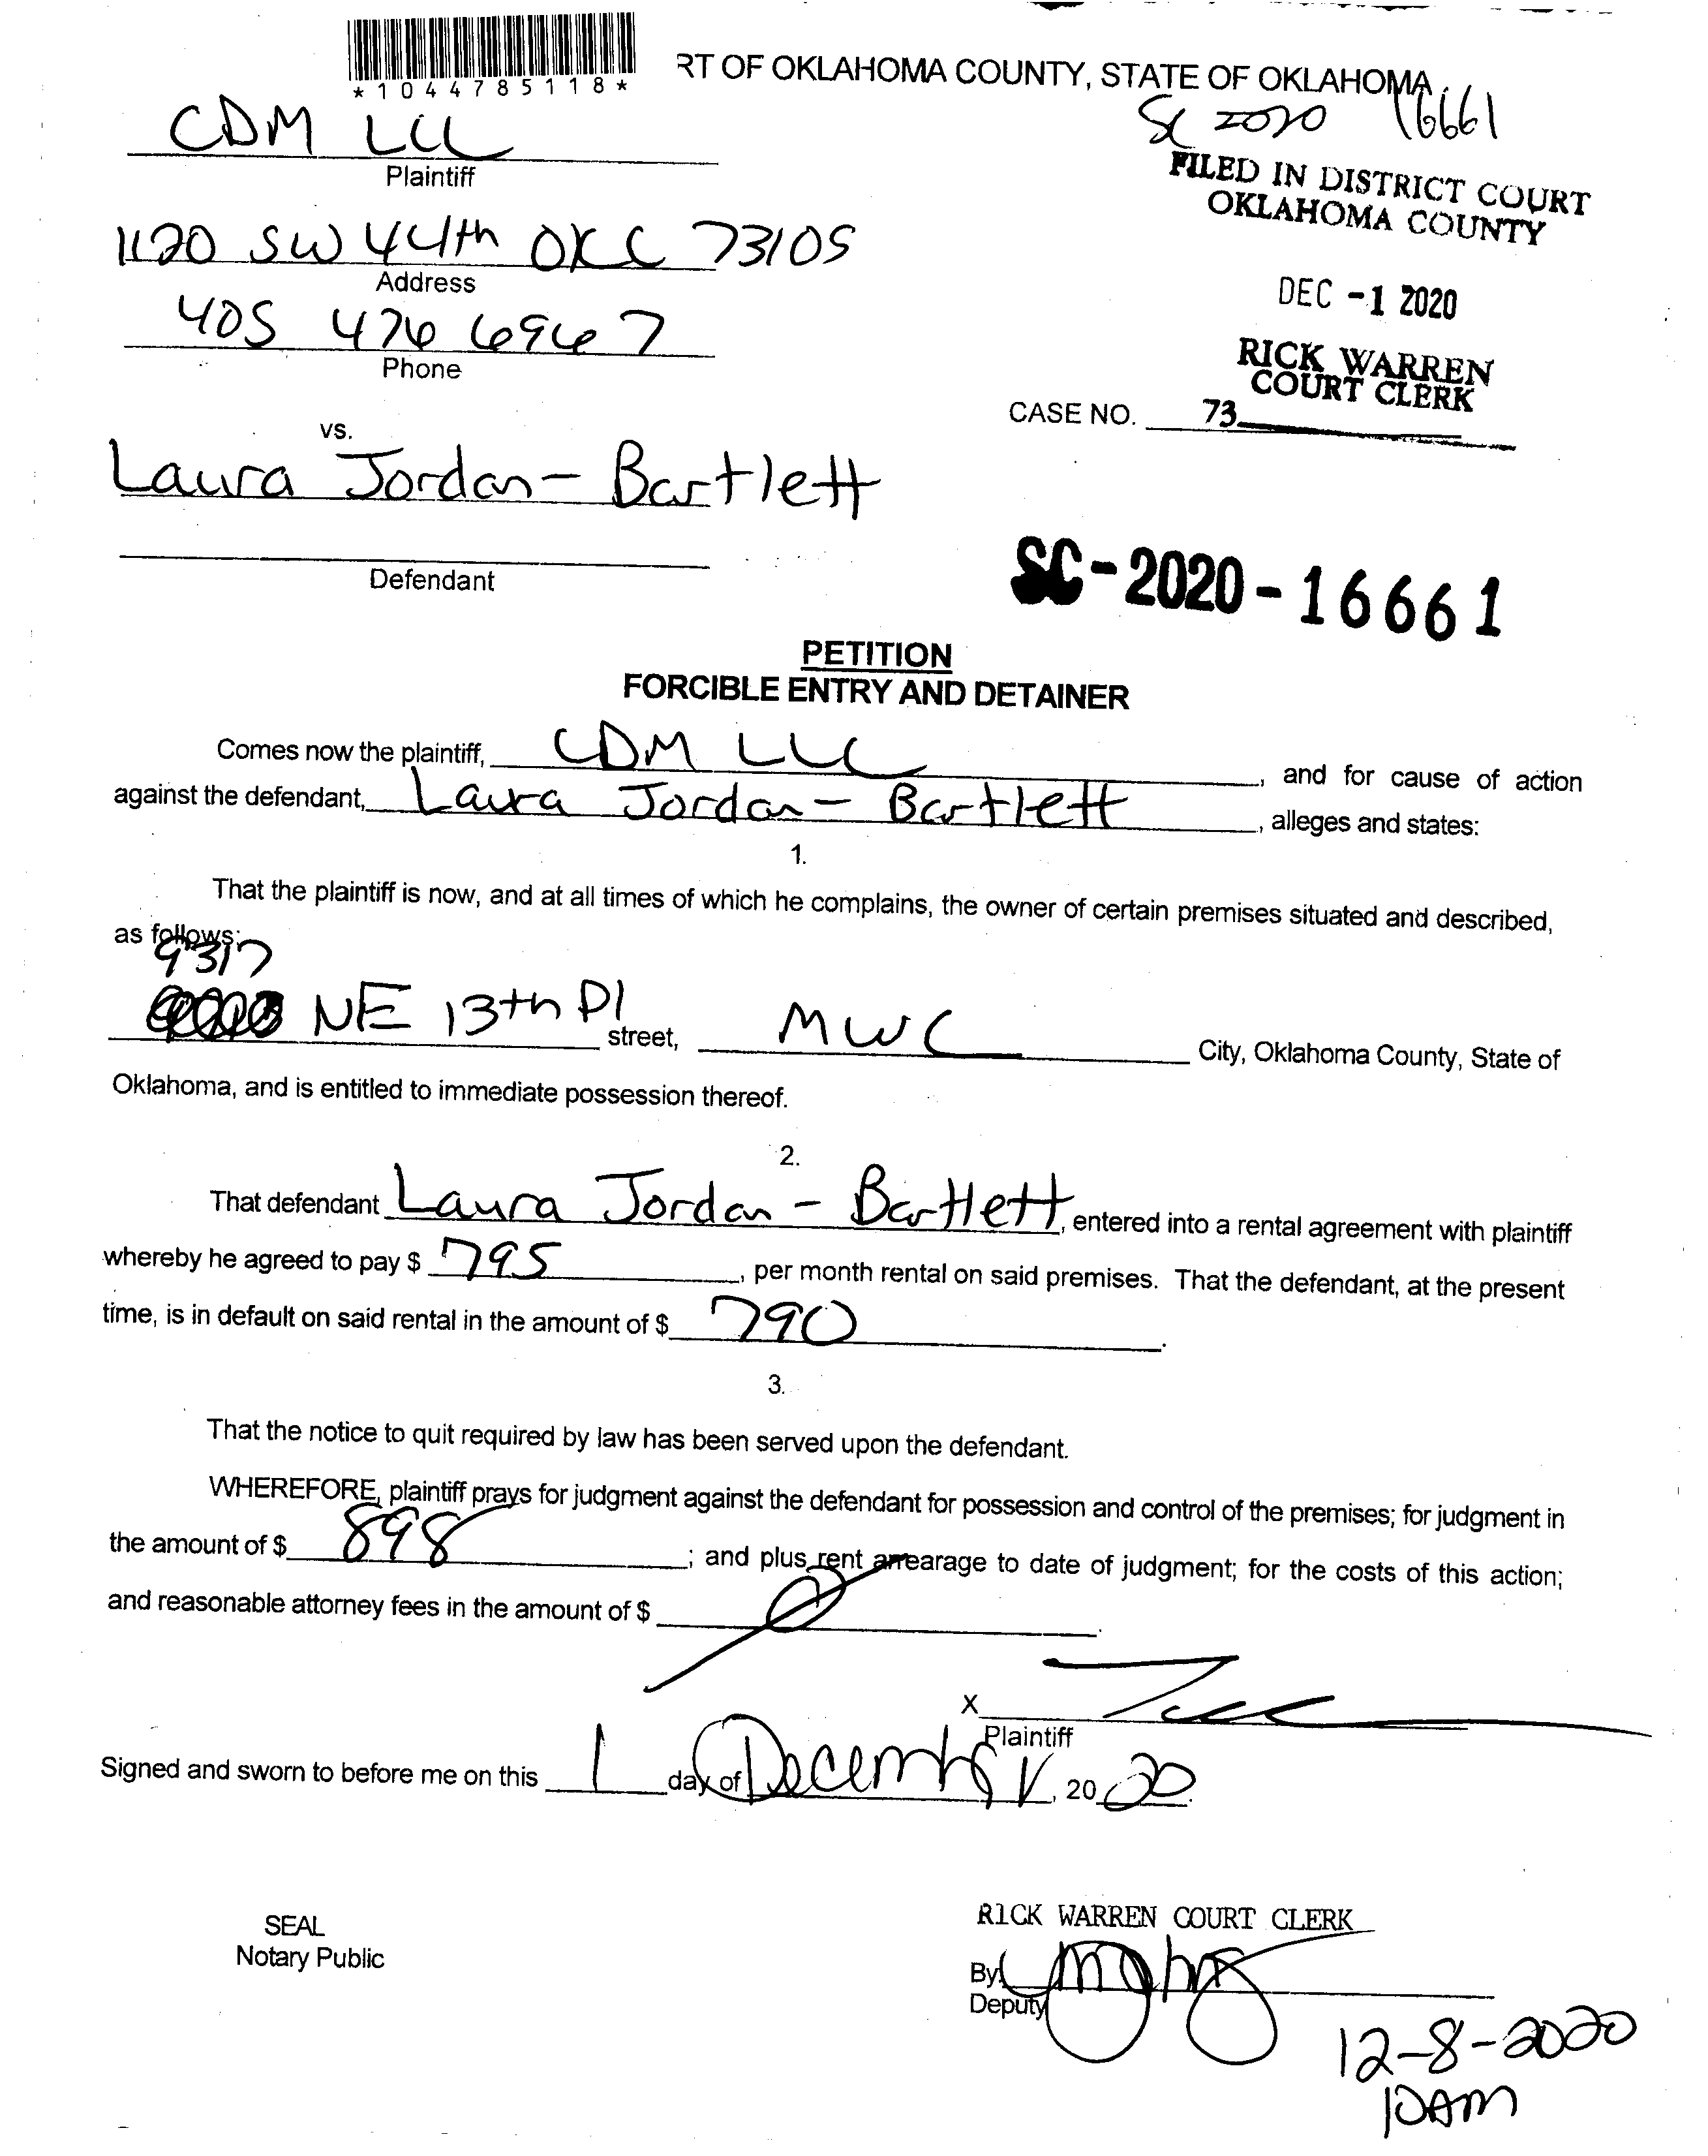 *1044785118*
RT OF OKLAHOMA COUNTY, STATE OF OKLAHOMA
SC 2020 16661
CDM LLC
Plaintiff
FILED IN DISTRICT COURT
OKLAHOMA COUNTY
1120 SW 44th OKC 73105
Address
DEC -1 2020
405 476 6967
Phone
RICK WARREN
COURT CLERK
CASE NO. 73
vs.
Laura Jordan-Bartlett
Defendant
SC-2020-16661
PETITION
FORCIBLE ENTRY AND DETAINER
Comes now the plaintiff, CDM LLC, and for cause of action
against the defendant, Laura Jordan-Bartlett, alleges and states:
1.
That the plaintiff is now, and at all times of which he complains, the owner of certain premises situated and described,
as follows:
9317
NE 13th Pl street, MWC City, Oklahoma County, State of
Oklahoma, and is entitled to immediate possession thereof.
2.
That defendant Laura Jordan-Bartlett, entered into a rental agreement with plaintiff
whereby he agreed to pay $ 795, per month rental on said premises. That the defendant, at the present
time, is in default on said rental in the amount of $ 790.
3.
That the notice to quit required by law has been served upon the defendant.
WHEREFORE, plaintiff prays for judgment against the defendant for possession and control of the premises; for judgment in
the amount of $ 898; and plus rent arrearage to date of judgment; for the costs of this action;
and reasonable attorney fees in the amount of $ 0.
X
Plaintiff
Signed and sworn to before me on this 1 day of December, 2020.
SEAL
Notary Public
RICK WARREN COURT CLERK
By
Deputy
12-8-2020
10AM